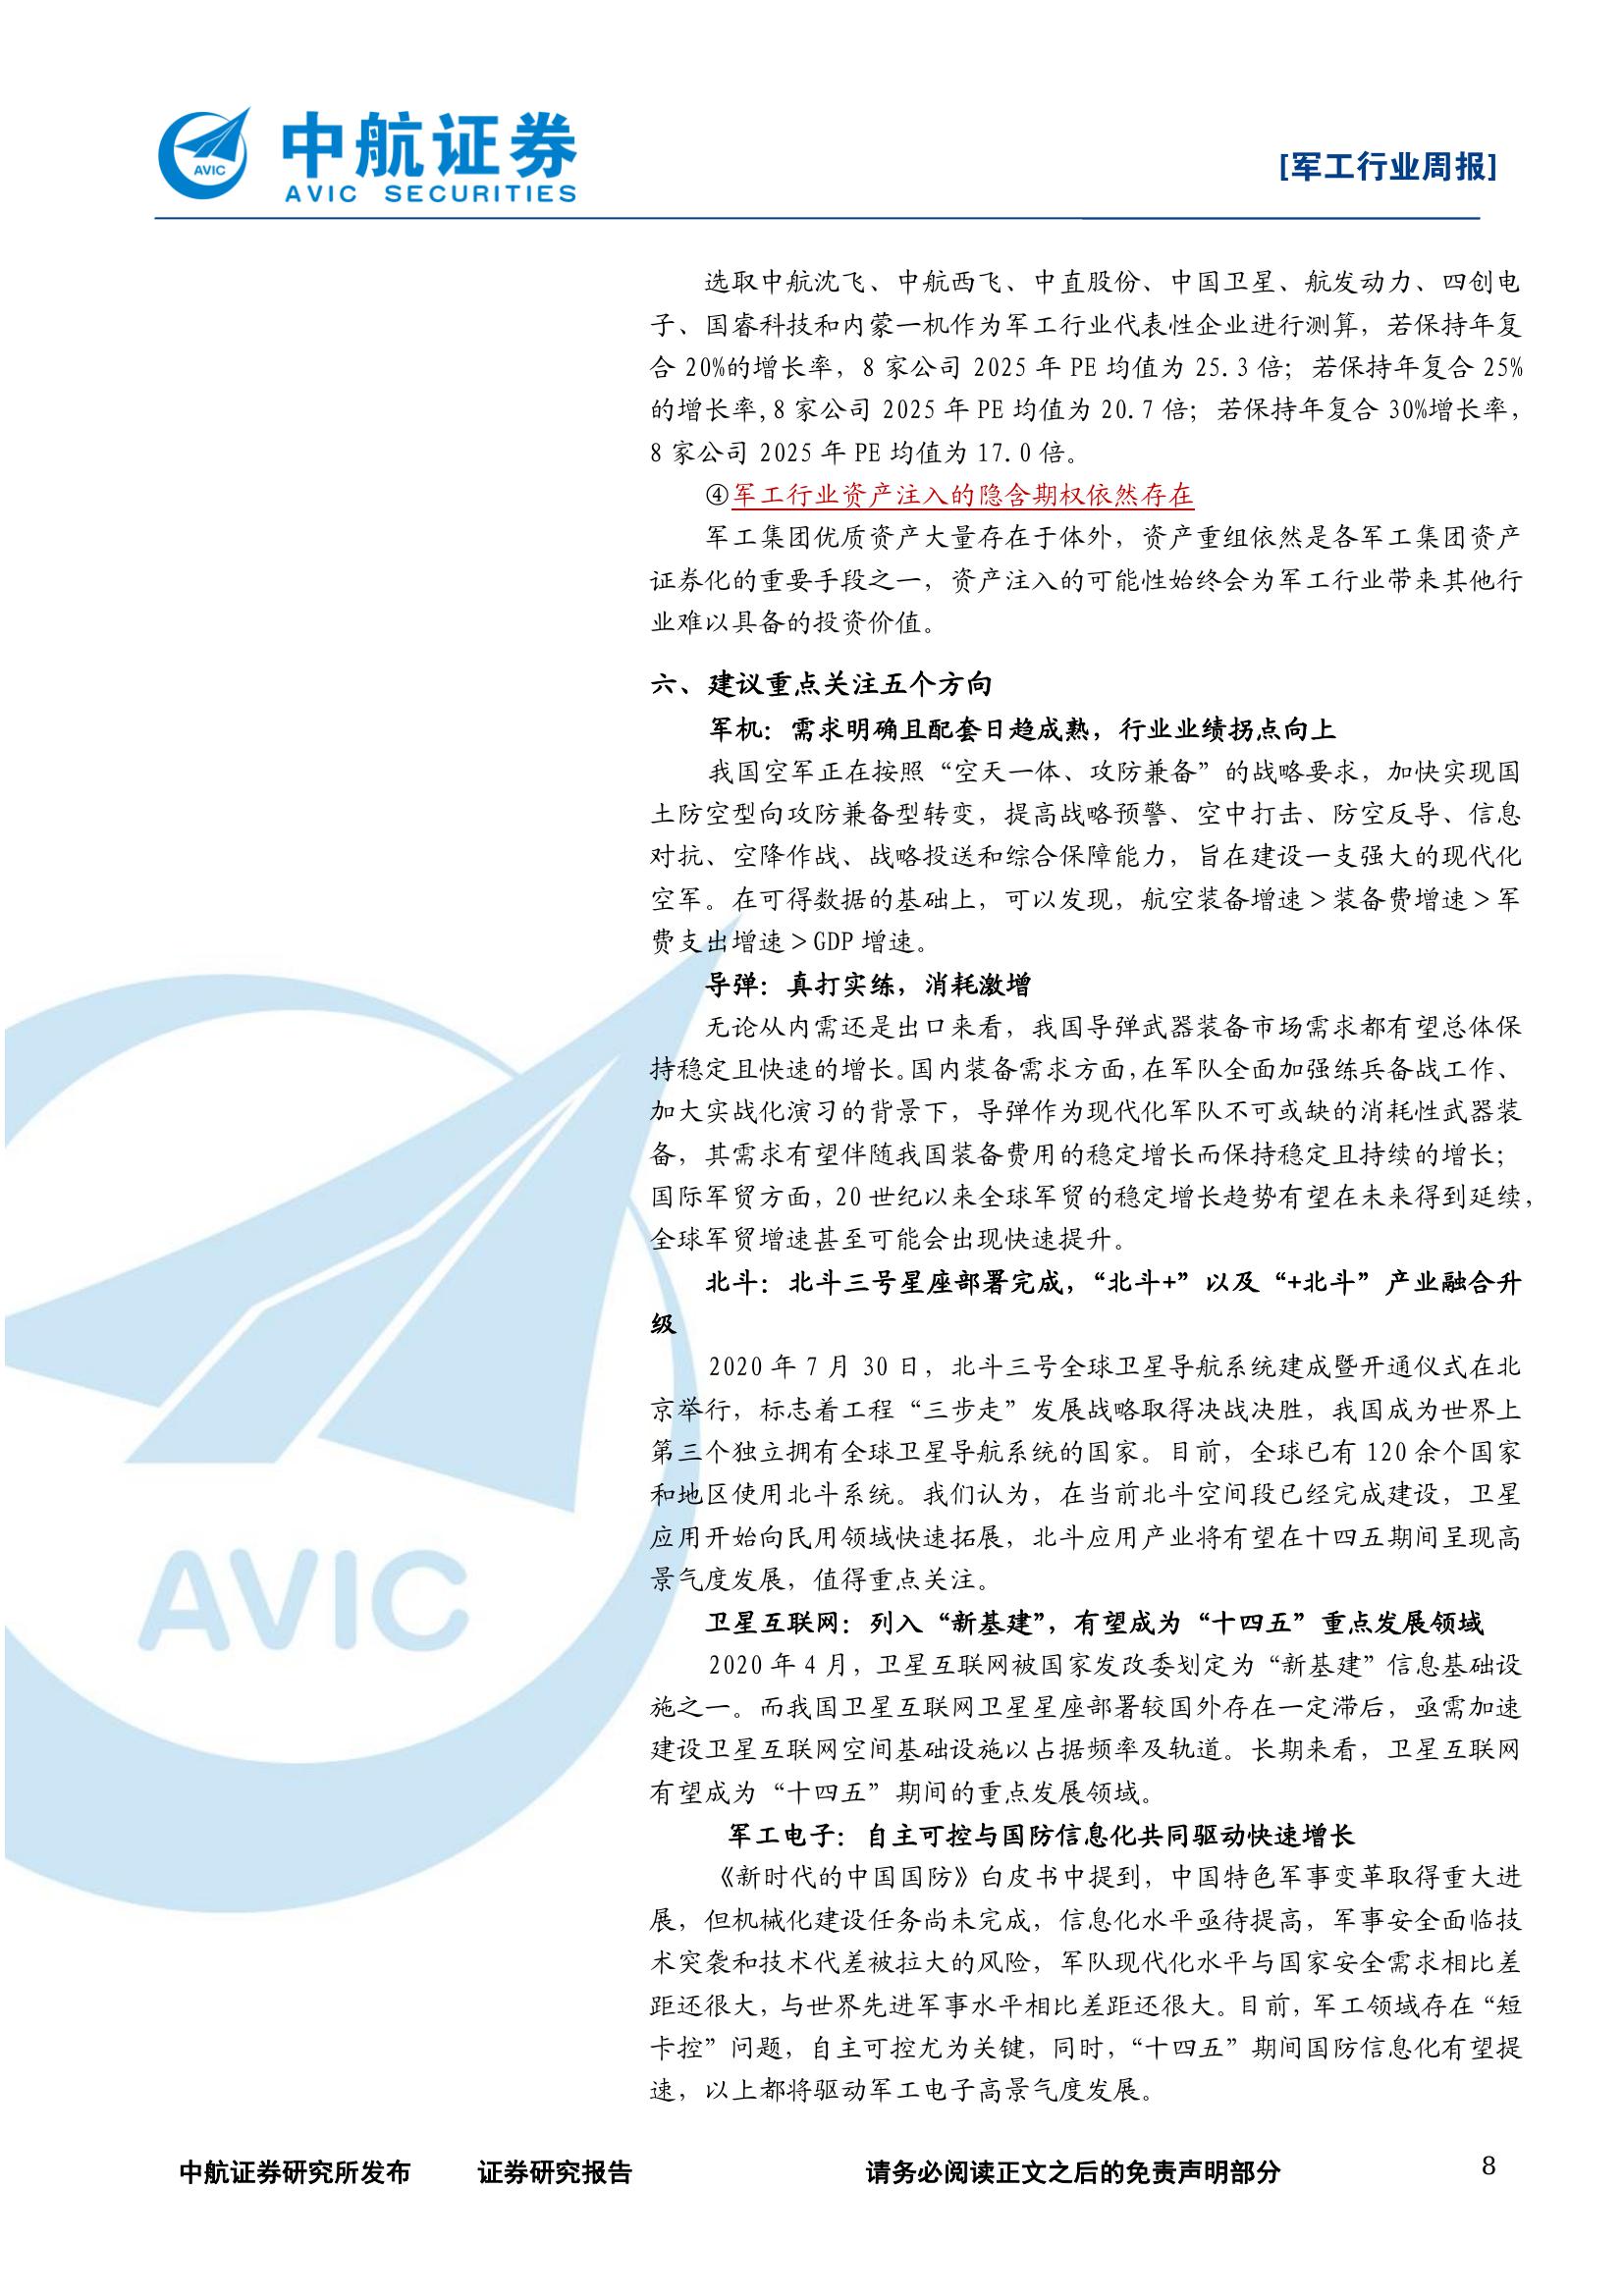 中航证券
AVIC SECURITIES
AVIC
[军工行业周报]
选取中航沈飞、中航西飞、中直股份、中国卫星、航发动力、四创电
子、国睿科技和内蒙一机作为军工行业代表性企业进行测算，若保持年复
合 20%的增长率，8 家公司 2025 年 PE 均值为 25.3 倍；若保持年复合 25%
的增长率,8 家公司 2025 年 PE 均值为 20.7 倍；若保持年复合 30%增长率，
8 家公司 2025 年 PE 均值为 17.0 倍。
④军工行业资产注入的隐含期权依然存在
军工集团优质资产大量存在于体外，资产重组依然是各军工集团资产
证券化的重要手段之一，资产注入的可能性始终会为军工行业带来其他行
业难以具备的投资价值。
六、建议重点关注五个方向
军机：需求明确且配套日趋成熟，行业业绩拐点向上
我国空军正在按照“空天一体、攻防兼备”的战略要求，加快实现国
土防空型向攻防兼备型转变，提高战略预警、空中打击、防空反导、信息
对抗、空降作战、战略投送和综合保障能力，旨在建设一支强大的现代化
空军。在可得数据的基础上，可以发现，航空装备增速＞装备费增速＞军
费支出增速＞GDP 增速。
导弹：真打实练，消耗激增
无论从内需还是出口来看，我国导弹武器装备市场需求都有望总体保
持稳定且快速的增长。国内装备需求方面，在军队全面加强练兵备战工作、
加大实战化演习的背景下，导弹作为现代化军队不可或缺的消耗性武器装
备，其需求有望伴随我国装备费用的稳定增长而保持稳定且持续的增长；
国际军贸方面，20 世纪以来全球军贸的稳定增长趋势有望在未来得到延续，
全球军贸增速甚至可能会出现快速提升。
北斗：北斗三号星座部署完成，“北斗+”以及“+北斗”产业融合升
级
2020 年 7 月 30 日，北斗三号全球卫星导航系统建成暨开通仪式在北
京举行，标志着工程“三步走”发展战略取得决战决胜，我国成为世界上
第三个独立拥有全球卫星导航系统的国家。目前，全球已有 120 余个国家
和地区使用北斗系统。我们认为，在当前北斗空间段已经完成建设，卫星
应用开始向民用领域快速拓展，北斗应用产业将有望在十四五期间呈现高
景气度发展，值得重点关注。
卫星互联网：列入“新基建”，有望成为“十四五”重点发展领域
2020 年 4 月，卫星互联网被国家发改委划定为“新基建”信息基础设
施之一。而我国卫星互联网卫星星座部署较国外存在一定滞后，亟需加速
建设卫星互联网空间基础设施以占据频率及轨道。长期来看，卫星互联网
有望成为“十四五”期间的重点发展领域。
军工电子：自主可控与国防信息化共同驱动快速增长
《新时代的中国国防》白皮书中提到，中国特色军事变革取得重大进
展，但机械化建设任务尚未完成，信息化水平亟待提高，军事安全面临技
术突袭和技术代差被拉大的风险，军队现代化水平与国家安全需求相比差
距还很大，与世界先进军事水平相比差距还很大。目前，军工领域存在“短
卡控”问题，自主可控尤为关键，同时，“十四五”期间国防信息化有望提
速，以上都将驱动军工电子高景气度发展。
AVIC
中航证券研究所发布 证券研究报告 请务必阅读正文之后的免责声明部分 8